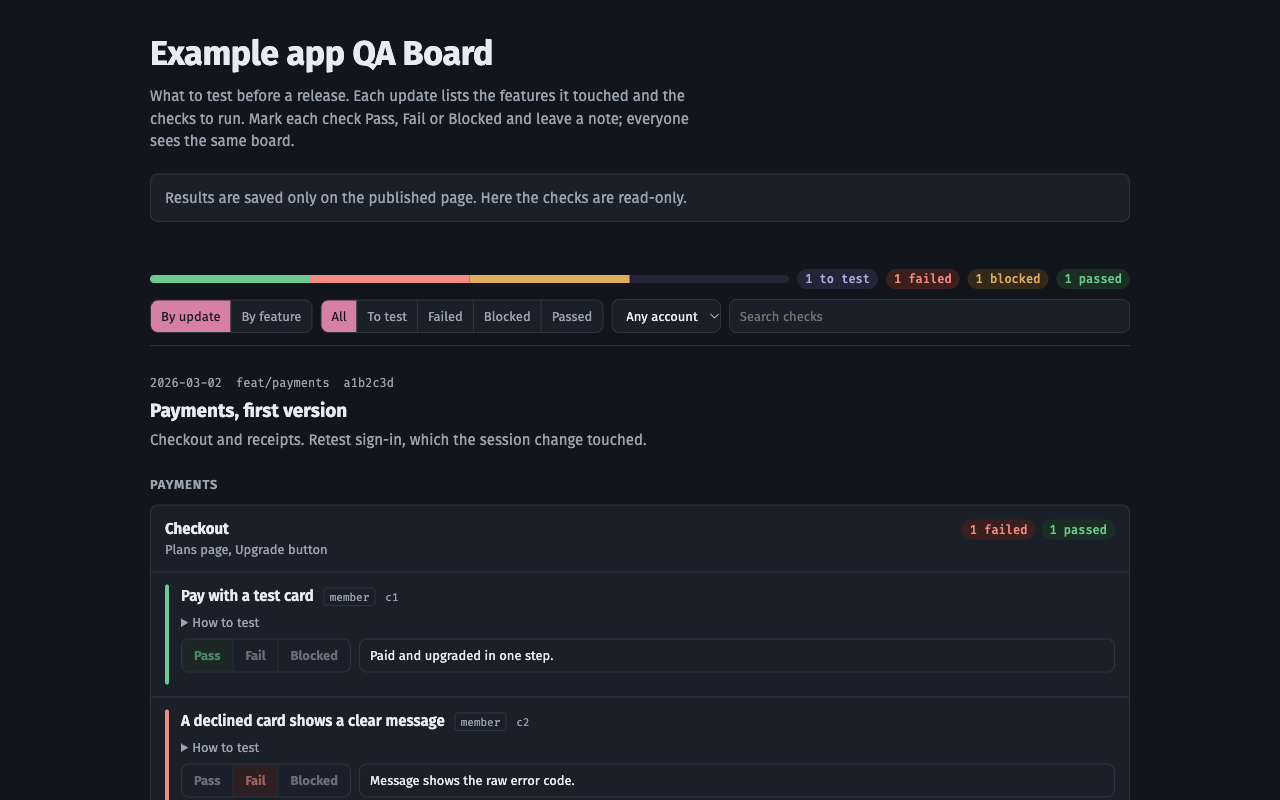 Example app QA Board
What to test before a release. Each update lists the features it touched and the
checks to run. Mark each check Pass, Fail or Blocked and leave a note; everyone
sees the same board.
Results are saved only on the published page. Here the checks are read-only.
1 to test 1 failed 1 blocked 1 passed
By update By feature All To test Failed Blocked Passed Any account Search checks
2026-03-02 feat/payments a1b2c3d
Payments, first version
Checkout and receipts. Retest sign-in, which the session change touched.
PAYMENTS
Checkout 1 failed 1 passed
Plans page, Upgrade button
Pay with a test card member c1
How to test
Pass Fail Blocked Paid and upgraded in one step.
A declined card shows a clear message member c2
How to test
Pass Fail Blocked Message shows the raw error code.